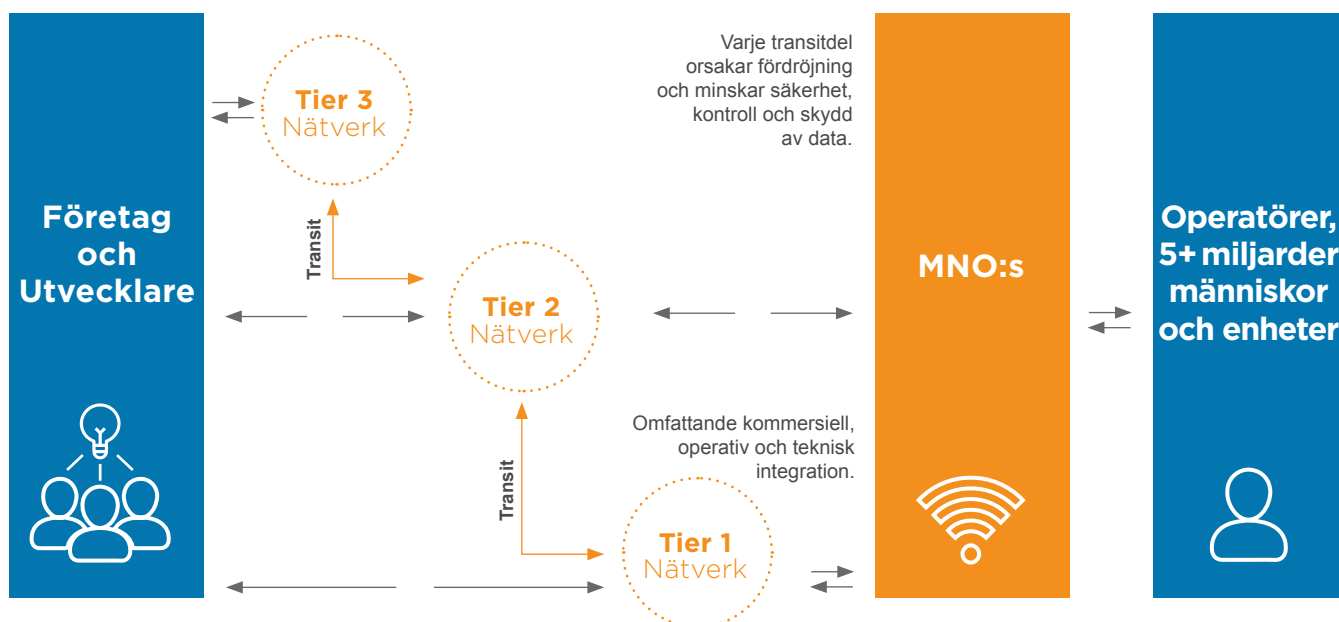 Företag
och
Utvecklare
Tier 3
Nätverk
Transit
Tier 2
Nätverk
Transit
Tier 1
Nätverk
Varje transitdel
orsakar fördröjning
och minskar säkerhet,
kontroll och skydd
av data.
Omfattande kommersiell,
operativ och teknisk
integration.
MNO:s
Operatörer,
5+ miljarder
människor
och enheter